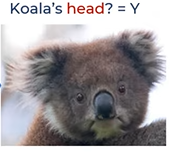 Koala's head? = Y